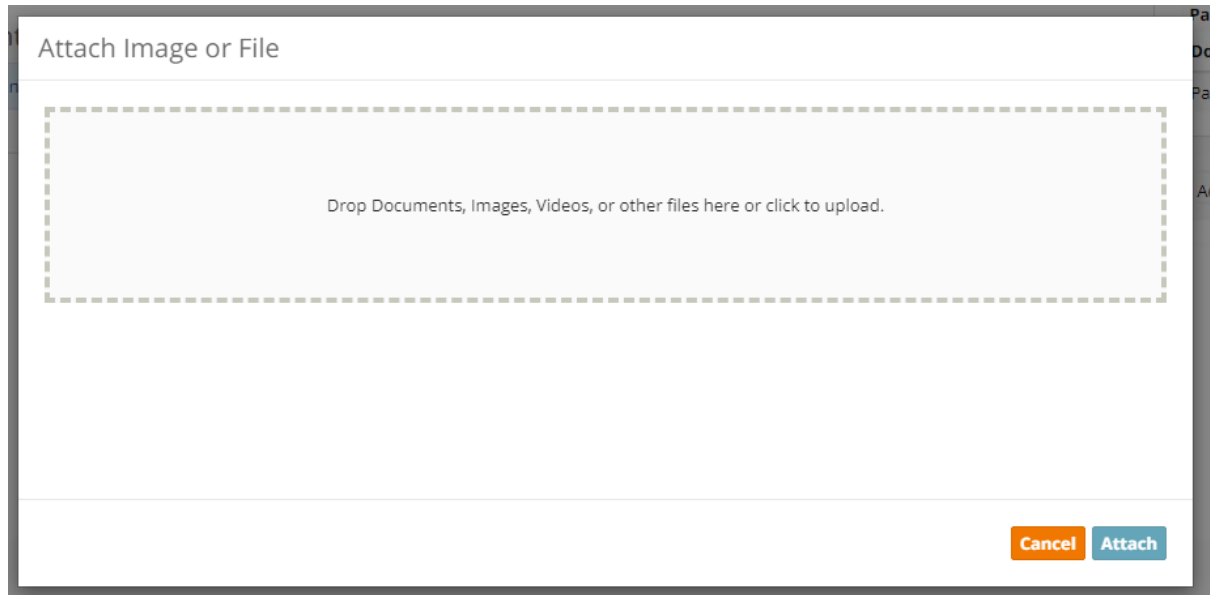 Attach Image or File
Drop Documents, Images, Videos, or other files here or click to upload.
Cancel Attach